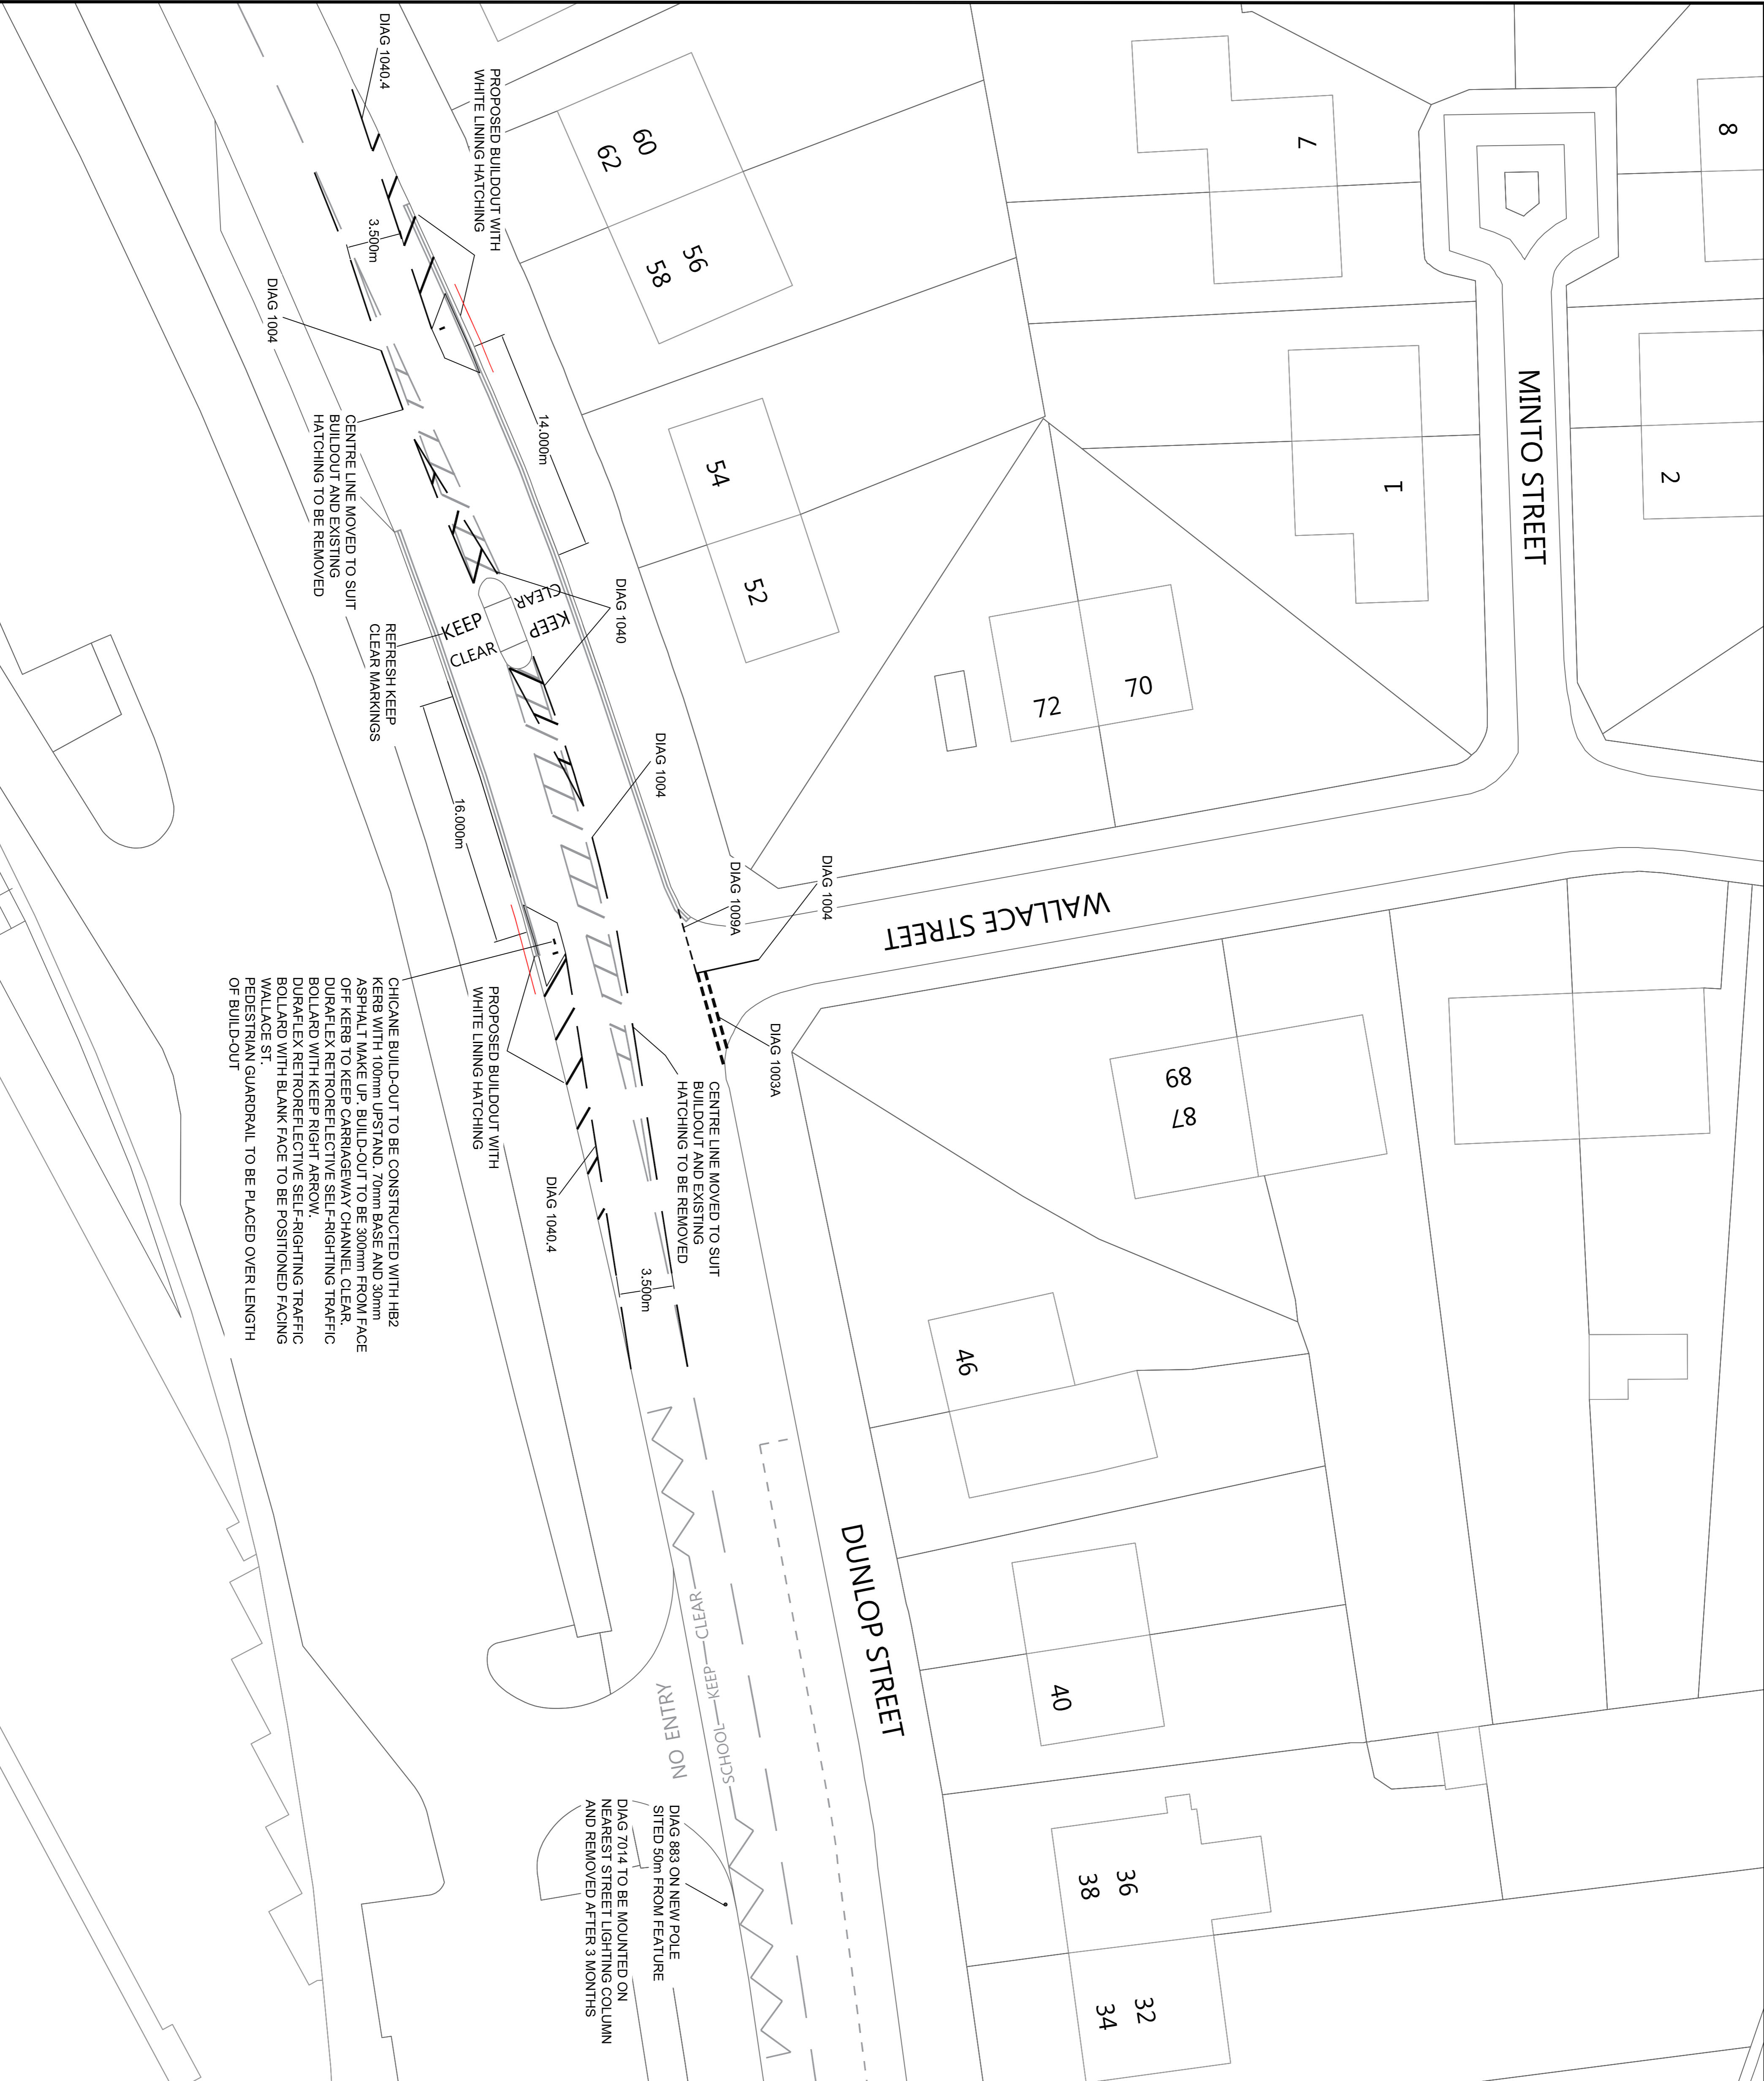 DIAG 1040.4
PROPOSED BUILDOUT WITH
WHITE LINING HATCHING
60
62
56
58
7
8
3.500m
DIAG 1004
14.000m
CENTRE LINE MOVED TO SUIT
BUILDOUT AND EXISTING
HATCHING TO BE REMOVED
54
52
1
2
MINTO STREET
DIAG 1040
KEEP
CLEAR
KEEP
CLEAR
REFRESH KEEP
CLEAR MARKINGS
70
72
DIAG 1004
16.000m
DIAG 1009A
DIAG 1004
WALLACE STREET
DIAG 1003A
CHICANE BUILD-OUT TO BE CONSTRUCTED WITH HB2
KERB WITH 100mm UPSTAND. 70mm BASE AND 30mm
ASPHALT MAKE UP. BUILD-OUT TO BE 300mm FROM FACE
OFF KERB TO KEEP CARRIAGEWAY CHANNEL CLEAR.
DURAFLEX RETROREFLECTIVE SELF-RIGHTING TRAFFIC
BOLLARD WITH KEEP RIGHT ARROW.
DURAFLEX RETROREFLECTIVE SELF-RIGHTING TRAFFIC
BOLLARD WITH BLANK FACE TO BE POSITIONED FACING
WALLACE ST.
PEDESTRIAN GUARDRAIL TO BE PLACED OVER LENGTH
OF BUILD-OUT
PROPOSED BUILDOUT WITH
WHITE LINING HATCHING
CENTRE LINE MOVED TO SUIT
BUILDOUT AND EXISTING
HATCHING TO BE REMOVED
DIAG 1040.4
3.500m
89
87
46
DUNLOP STREET
SCHOOL KEEP CLEAR
NO ENTRY
40
DIAG 883 ON NEW POLE
SITED 50m FROM FEATURE
DIAG 7014 TO BE MOUNTED ON
NEAREST STREET LIGHTING COLUMN
AND REMOVED AFTER 3 MONTHS
36
38
32
34